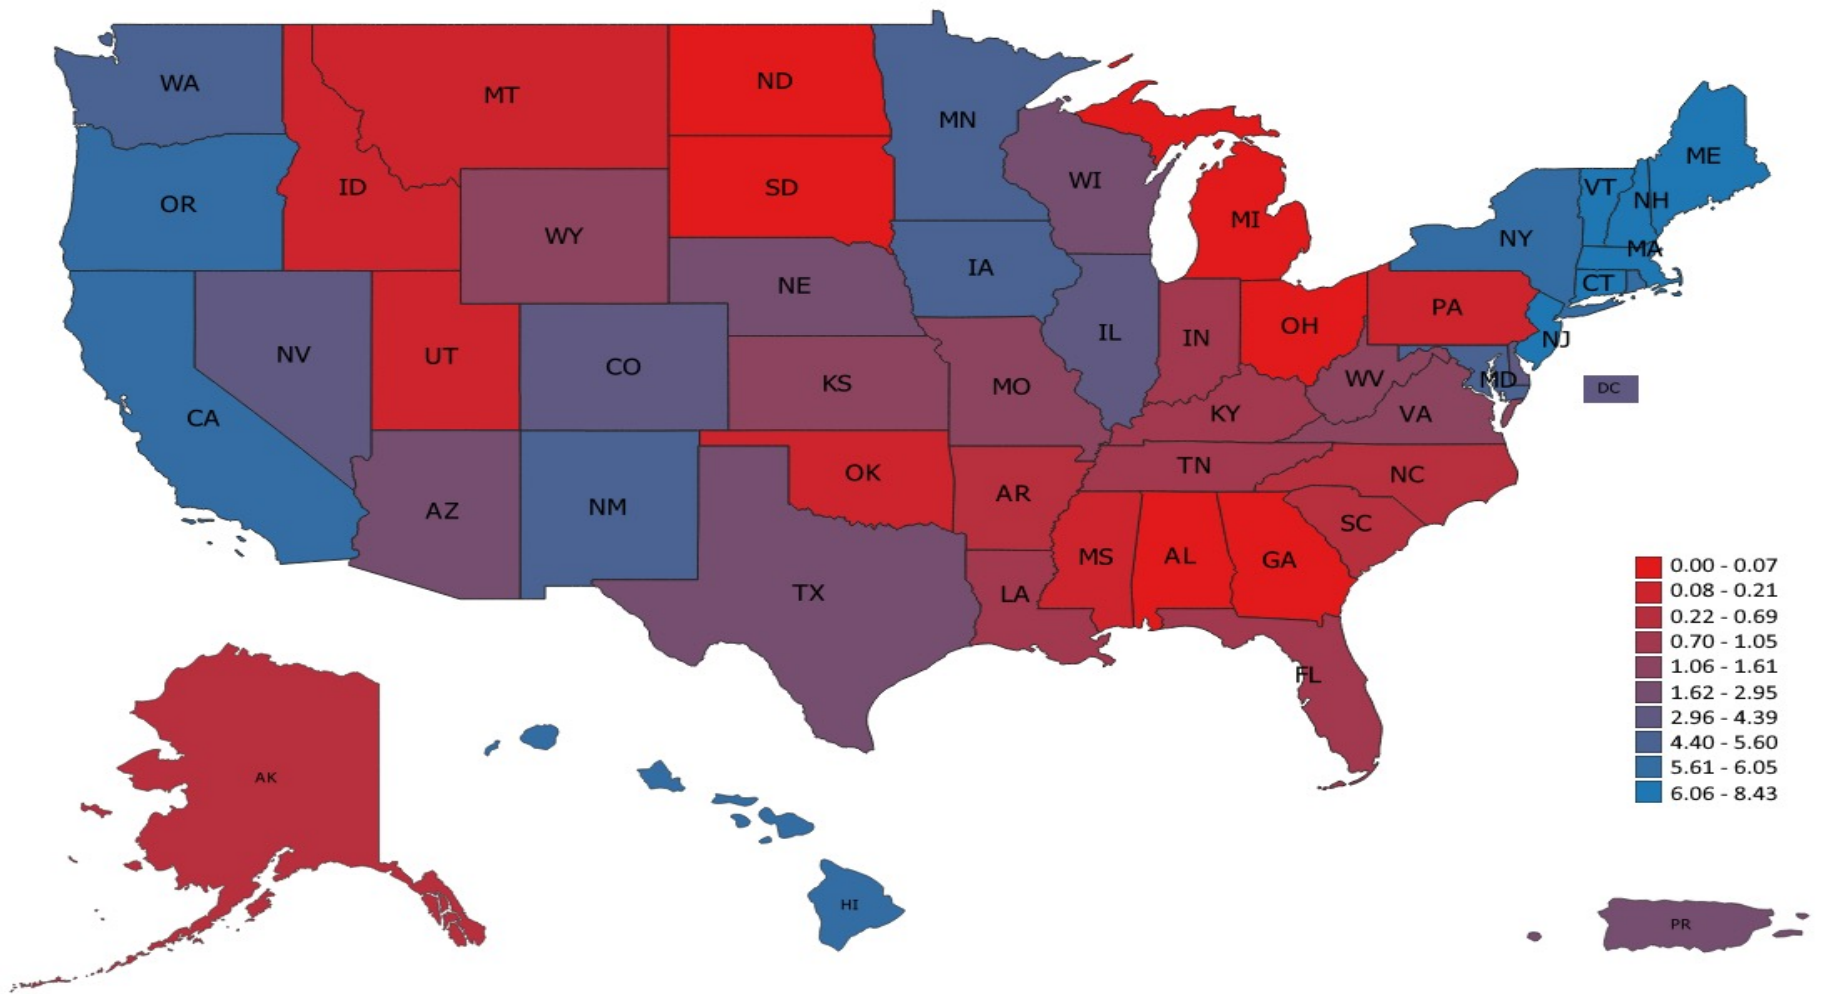 WA
MT
ND
MN
ME
OR
ID
SD
WI
VT
NH
MI
WY
NY
MA
IA
NE
CT
NV
UT
CO
IL
IN
OH
PA
NJ
KS
MO
WV
MD
DC
CA
KY
VA
AZ
NM
OK
AR
TN
NC
SC
TX
LA
MS
AL
GA
FL
0.00 - 0.07
0.08 - 0.21
0.22 - 0.69
0.70 - 1.05
1.06 - 1.61
1.62 - 2.95
2.96 - 4.39
4.40 - 5.60
5.61 - 6.05
6.06 - 8.43
AK
HI
PR